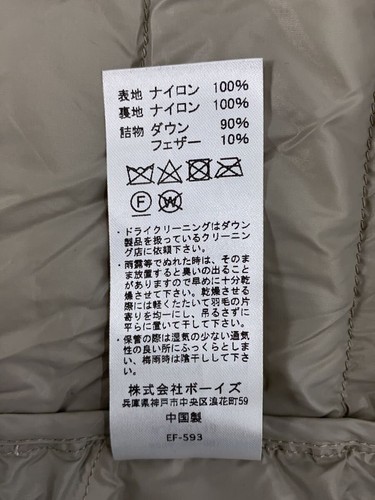 表地 ナイロン 100%
裏地 ナイロン 100%
詰物 ダウン 90%
フェザー 10%
F W
・ドライクリーニングはダウン
製品を扱っているクリーニン
グ店に依頼下さい。
・雨露等でぬれた時は、そのま
まま放置すると臭いの出ること
がありますので早めに十分乾
燥させて下さい。乾燥させる
際には軽くたたいて羽毛の片
寄りを均一にし、吊るさずに
平らに置いて干して下さい。
・保管の際は湿気の少ない通気
性の良い所にふっくらとしま
い、梅雨時は陰干しして下さ
い。
株式会社ボーイズ
兵庫県神戸市中央区浪花町59
中国製
EF-593